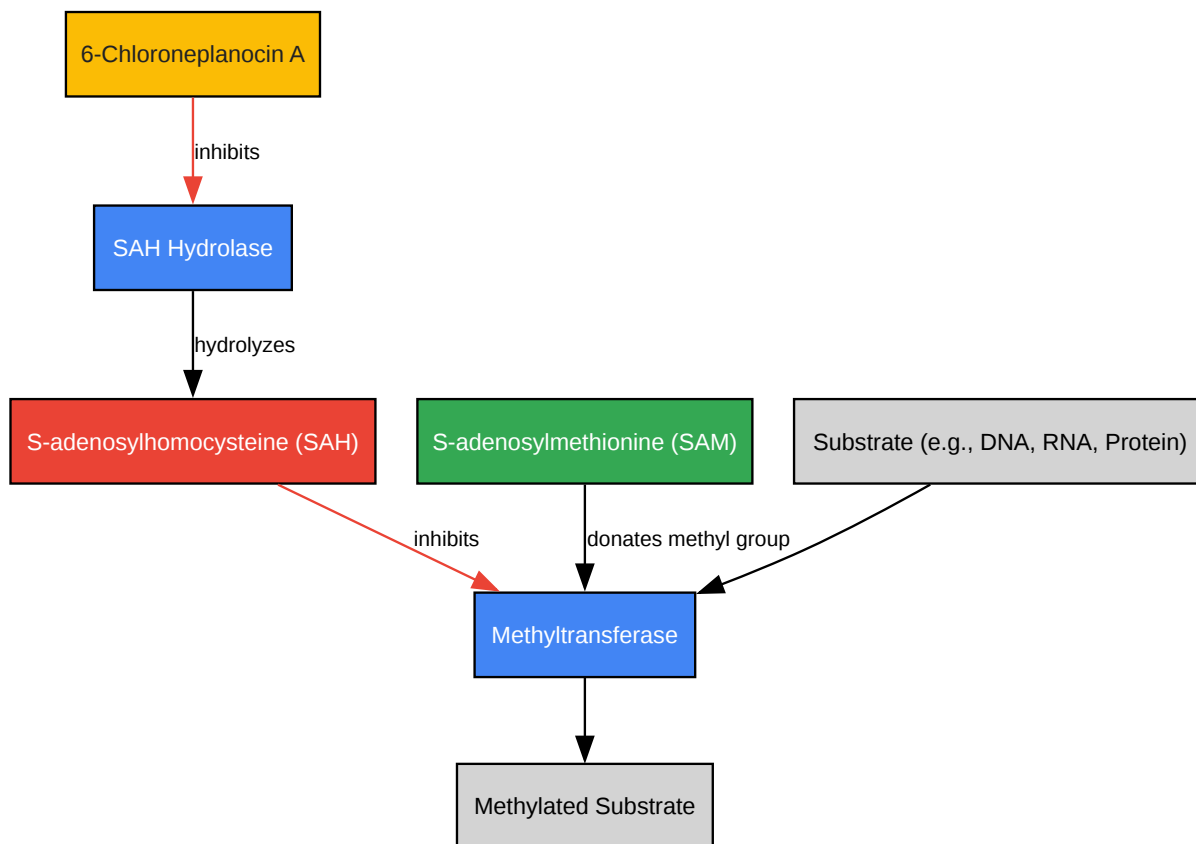 6-Chloroneplanocin A
inhibits
SAH Hydrolase
hydrolyzes
S-adenosylhomocysteine (SAH)
S-adenosylmethionine (SAM)
Substrate (e.g., DNA, RNA, Protein)
inhibits
donates methyl group
Methyltransferase
Methylated Substrate